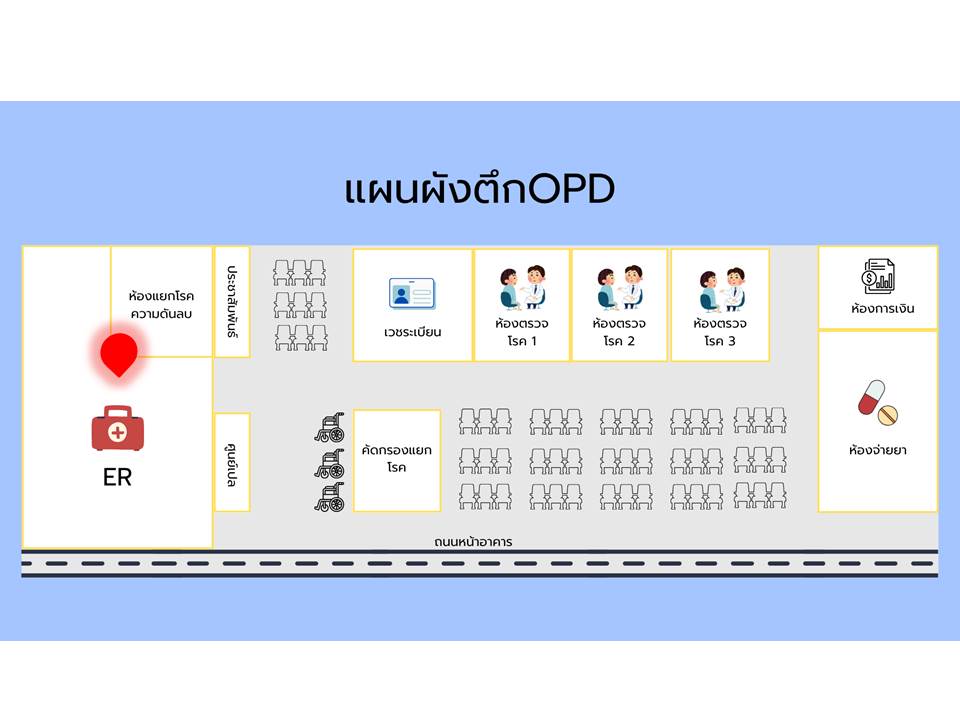 แผนผังตึกOPD
ห้องแยกโรค
ความดันลบ
ประชาสัมพันธ์
เวชระเบียน
ห้องตรวจ
โรค 1
ห้องตรวจ
โรค 2
ห้องตรวจ
โรค 3
ห้องการเงิน
ER
ศูนย์เปล
คัดกรองแยก
โรค
ห้องจ่ายยา
ถนนหน้าอาคาร